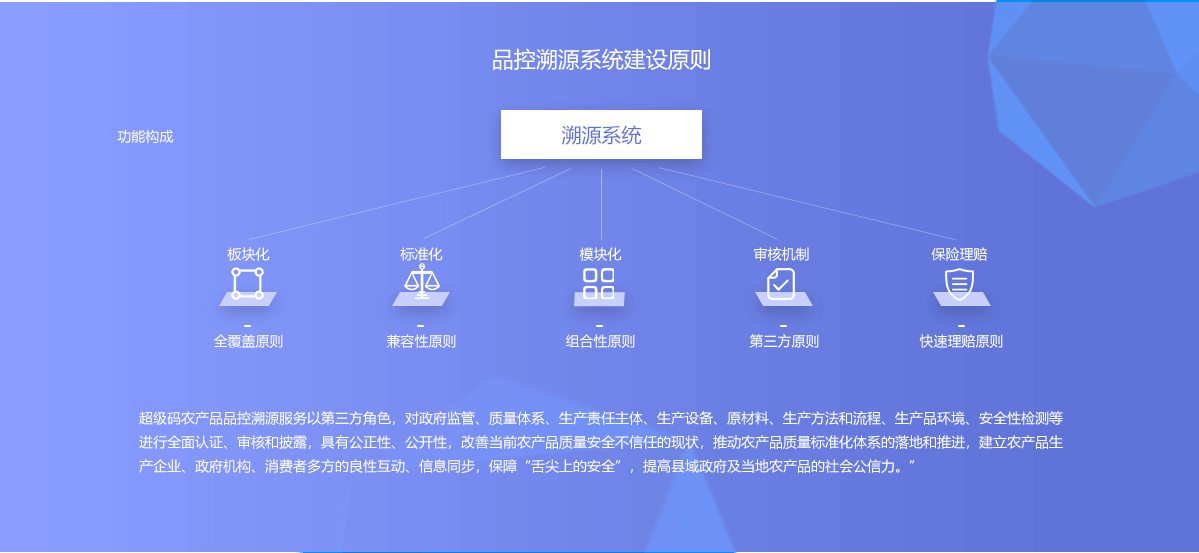 品控溯源系统建设原则
功能构成
溯源系统
板块化
标准化
模块化
审核机制
保险理赔
全覆盖原则
兼容性原则
组合性原则
第三方原则
快速理赔原则
超级码农产品品控溯源服务以第三方角色，对政府监管、质量体系、生产责任主体、生产设备、原材料、生产方法和流程、生产品环境、安全性检测等
进行全面认证、审核和披露，具有公正性、公开性，改善当前农产品质量安全不信任的现状，推动农产品质量标准化体系的落地和推进，建立农产品生
产企业、政府机构、消费者多方的良性互动、信息同步，保障“舌尖上的安全”，提高县域政府及当地农产品的社会公信力。”